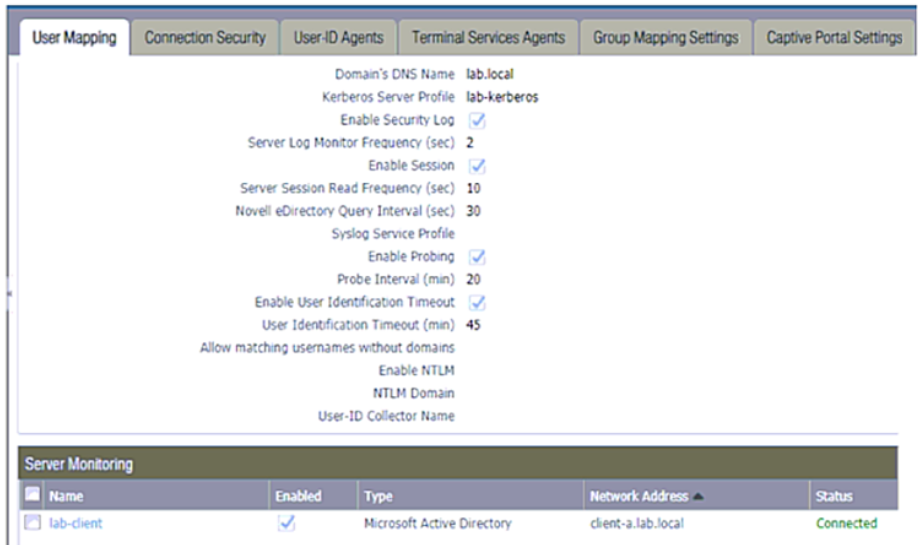 User Mapping Connection Security User-ID Agents Terminal Services Agents Group Mapping Settings Captive Portal Settings
Domain's DNS Name lab.local
Kerberos Server Profile lab-kerberos
Enable Security Log
Server Log Monitor Frequency (sec) 2
Enable Session
Server Session Read Frequency (sec) 10
Novell eDirectory Query Interval (sec) 30
Syslog Service Profile
Enable Probing
Probe Interval (min) 20
Enable User Identification Timeout
User Identification Timeout (min) 45
Allow matching usernames without domains
Enable NTLM
NTLM Domain
User-ID Collector Name
Server Monitoring
Name Enabled Type Network Address Status
lab-client Microsoft Active Directory client-a.lab.local Connected